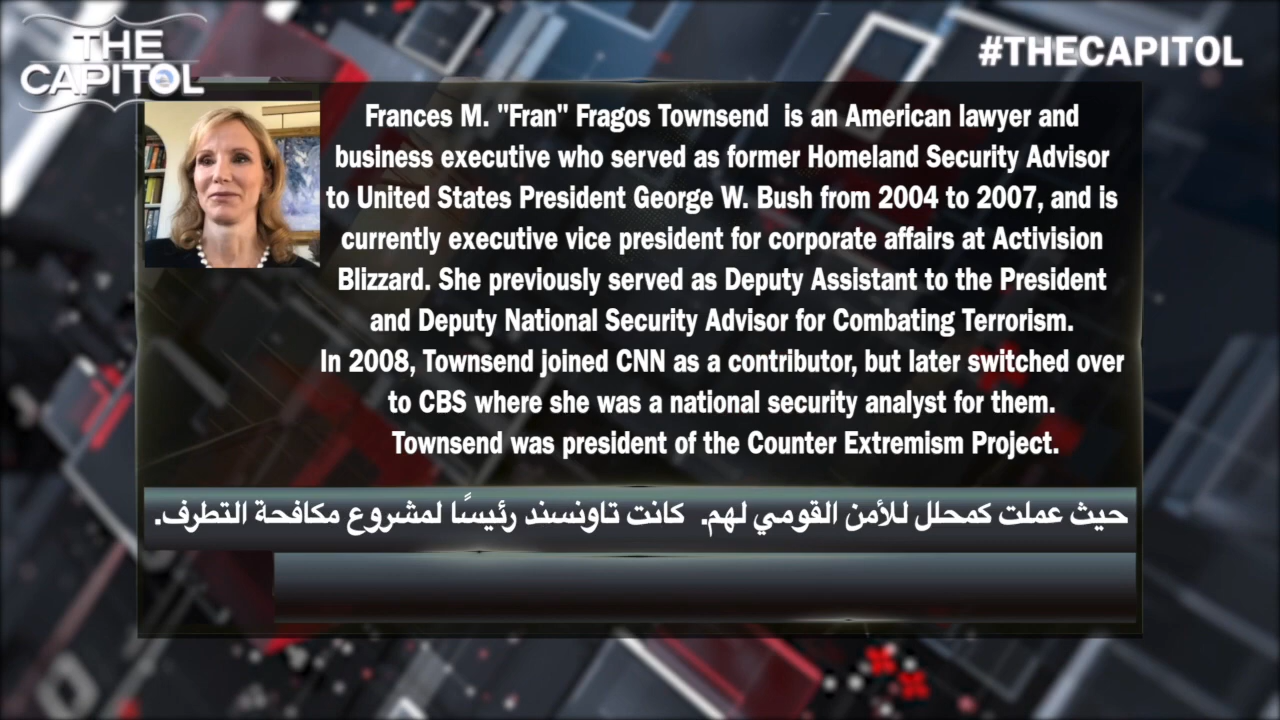 THE
CAPITOL
#THECAPITOL
Frances M. "Fran" Fragos Townsend is an American lawyer and
business executive who served as former Homeland Security Advisor
to United States President George W. Bush from 2004 to 2007, and is
currently executive vice president for corporate affairs at Activision
Blizzard. She previously served as Deputy Assistant to the President
and Deputy National Security Advisor for Combating Terrorism.
In 2008, Townsend joined CNN as a contributor, but later switched over
to CBS where she was a national security analyst for them.
Townsend was president of the Counter Extremism Project.
حيث عملت كمحلل للأمن القومي لهم. كانت تاونسند رئيسًا لمشروع مكافحة التطرف.